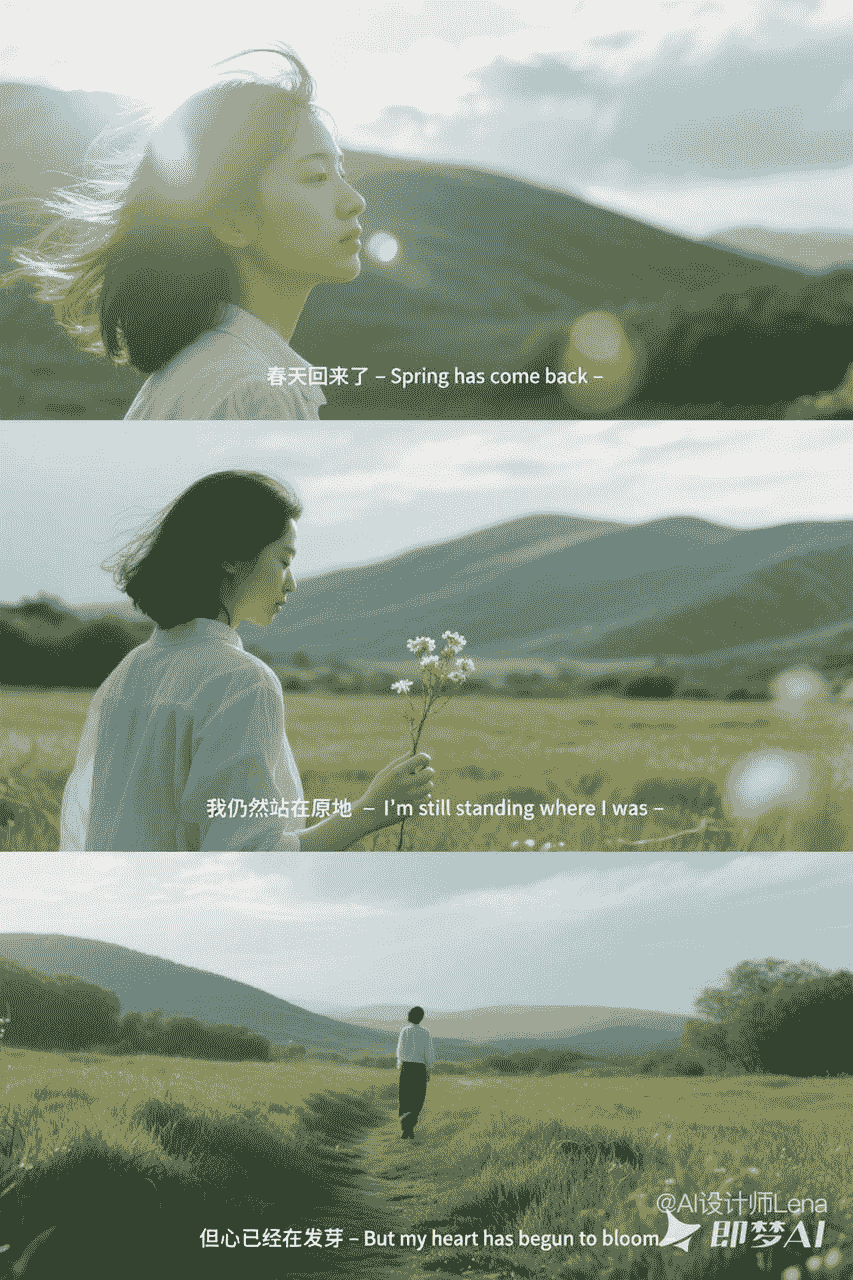 春天回来了 – Spring has come back –
我仍然站在原地 – I'm still standing where I was –
但心已经在发芽 – But my heart has begun to bloom
@AI设计师Lena
即梦AI